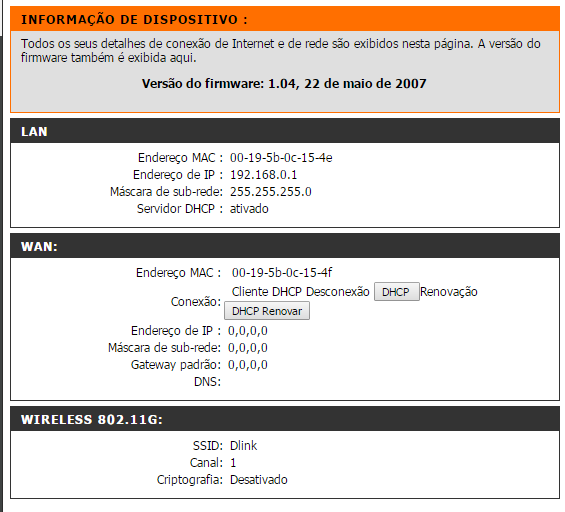 INFORMAÇÃO DE DISPOSITIVO :
Todos os seus detalhes de conexão de Internet e de rede são exibidos nesta página. A versão do
firmware também é exibida aqui.
Versão do firmware: 1.04, 22 de maio de 2007
LAN
Endereço MAC : 00-19-5b-0c-15-4e
Endereço de IP : 192.168.0.1
Máscara de sub-rede: 255.255.255.0
Servidor DHCP : ativado
WAN:
Endereço MAC : 00-19-5b-0c-15-4f
Conexão: Cliente DHCP Desconexão DHCP Renovação
DHCP Renovar
Endereço de IP : 0,0,0,0
Máscara de sub-rede: 0,0,0,0
Gateway padrão: 0,0,0,0
DNS:
WIRELESS 802.11G:
SSID: Dlink
Canal: 1
Criptografia: Desativado